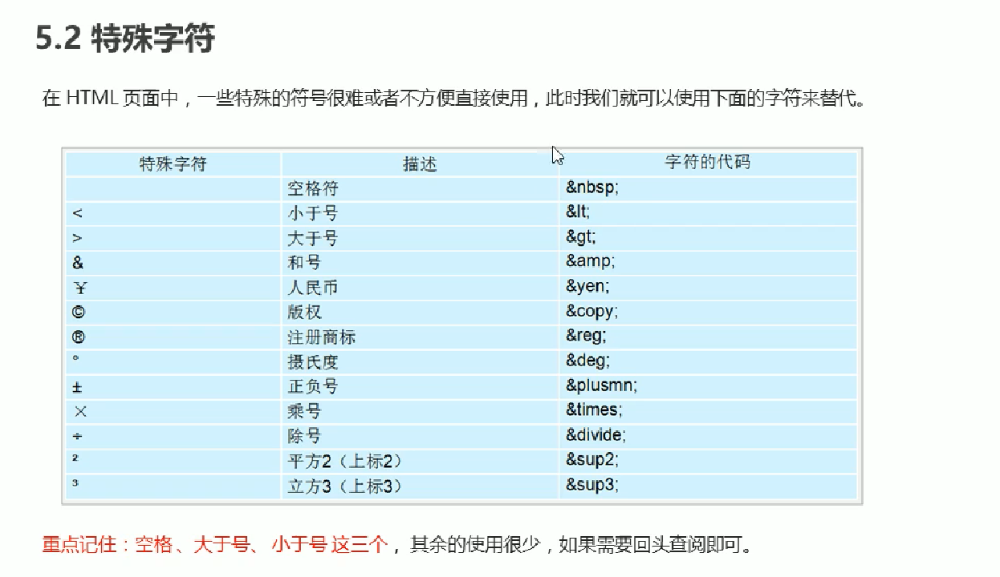 5.2 特殊字符
在 HTML 页面中，一些特殊的符号很难或者不方便直接使用，此时我们就可以使用下面的字符来替代。
特殊字符 描述 字符的代码
空格符 &nbsp;
< 小于号 &lt;
> 大于号 &gt;
& 和号 &amp;
¥ 人民币 &yen;
© 版权 &copy;
® 注册商标 &reg;
° 摄氏度 &deg;
± 正负号 &plusmn;
× 乘号 &times;
÷ 除号 &divide;
² 平方2（上标2） &sup2;
³ 立方3（上标3） &sup3;
重点记住：空格、大于号、小于号 这三个，其余的使用很少，如果需要回头查阅即可。